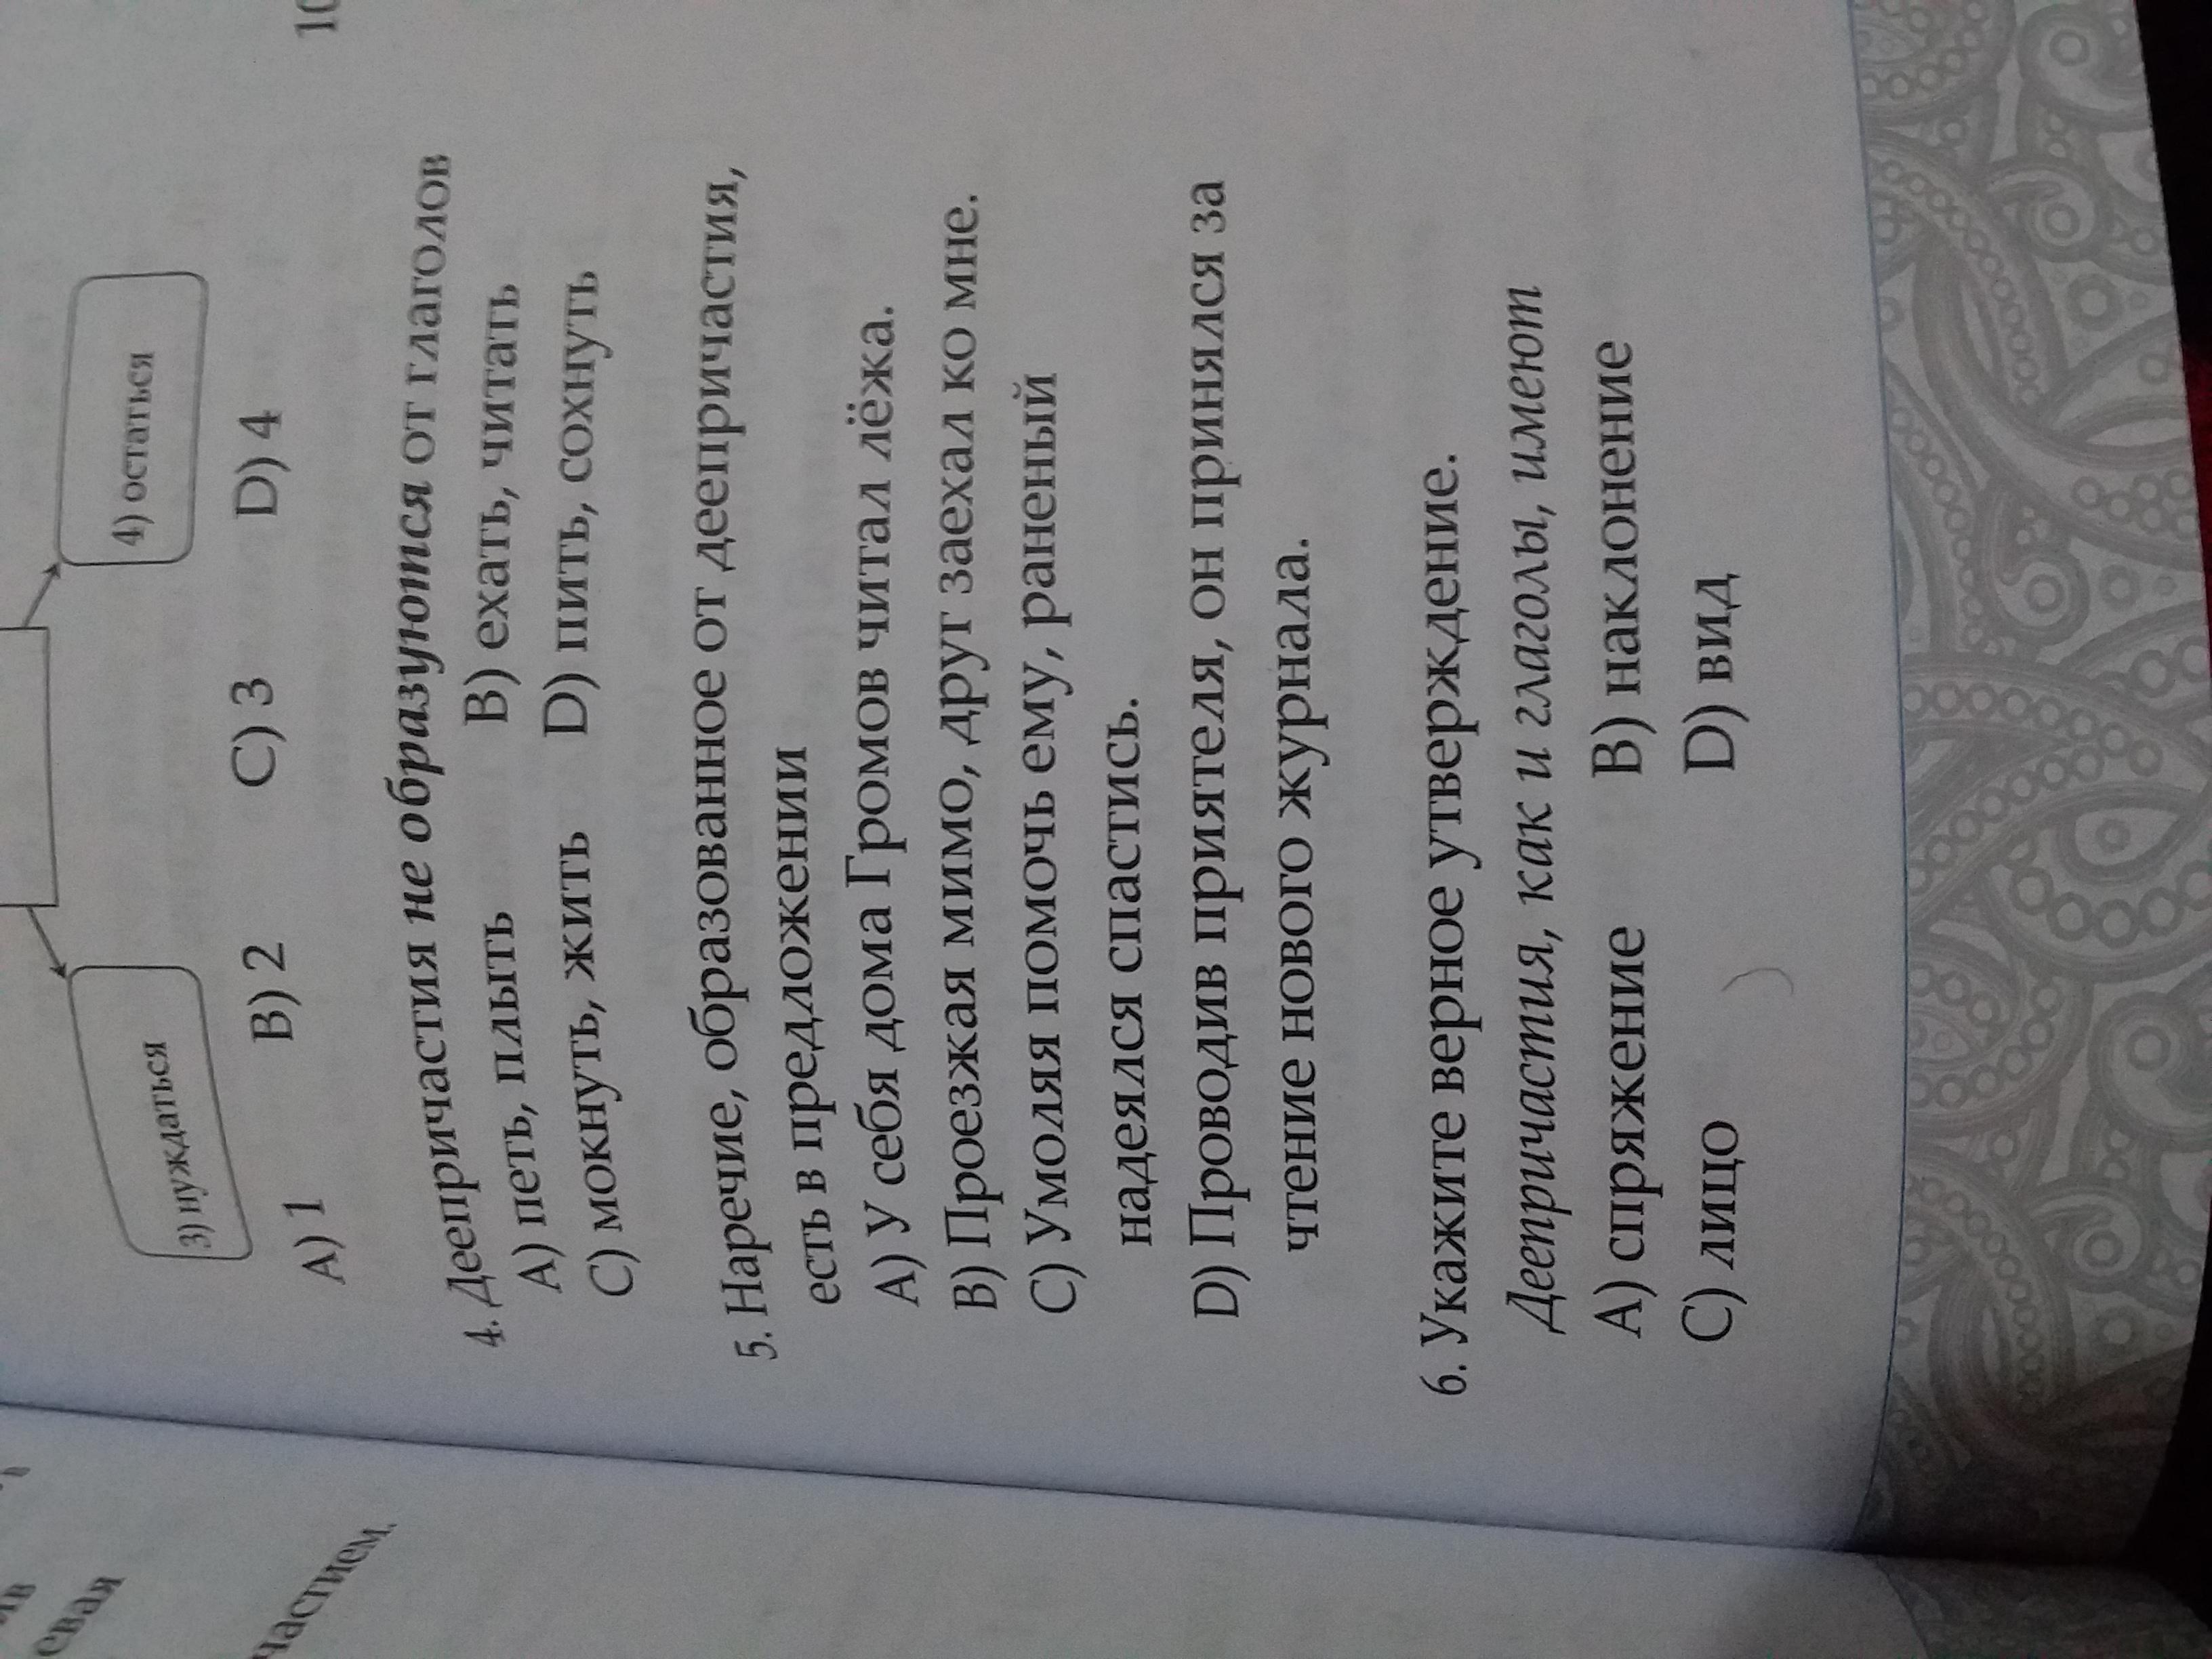 3) нуждаться
4) остаться
A) 1 B) 2 C) 3 D) 4
4. Деепричастия не образуются от глаголов
A) петь, плыть B) ехать, читать
C) мокнуть, жить D) пить, сохнуть
5. Наречие, образованное от деепричастия,
есть в предложении
A) У себя дома Громов читал лёжа.
B) Проезжая мимо, друг заехал ко мне.
C) Умоляя помочь ему, раненый
надеялся спастись.
D) Проводив приятеля, он принялся за
чтение нового журнала.
6. Укажите верное утверждение.
Деепричастия, как и глаголы, имеют
A) спряжение B) наклонение
C) лицо D) вид